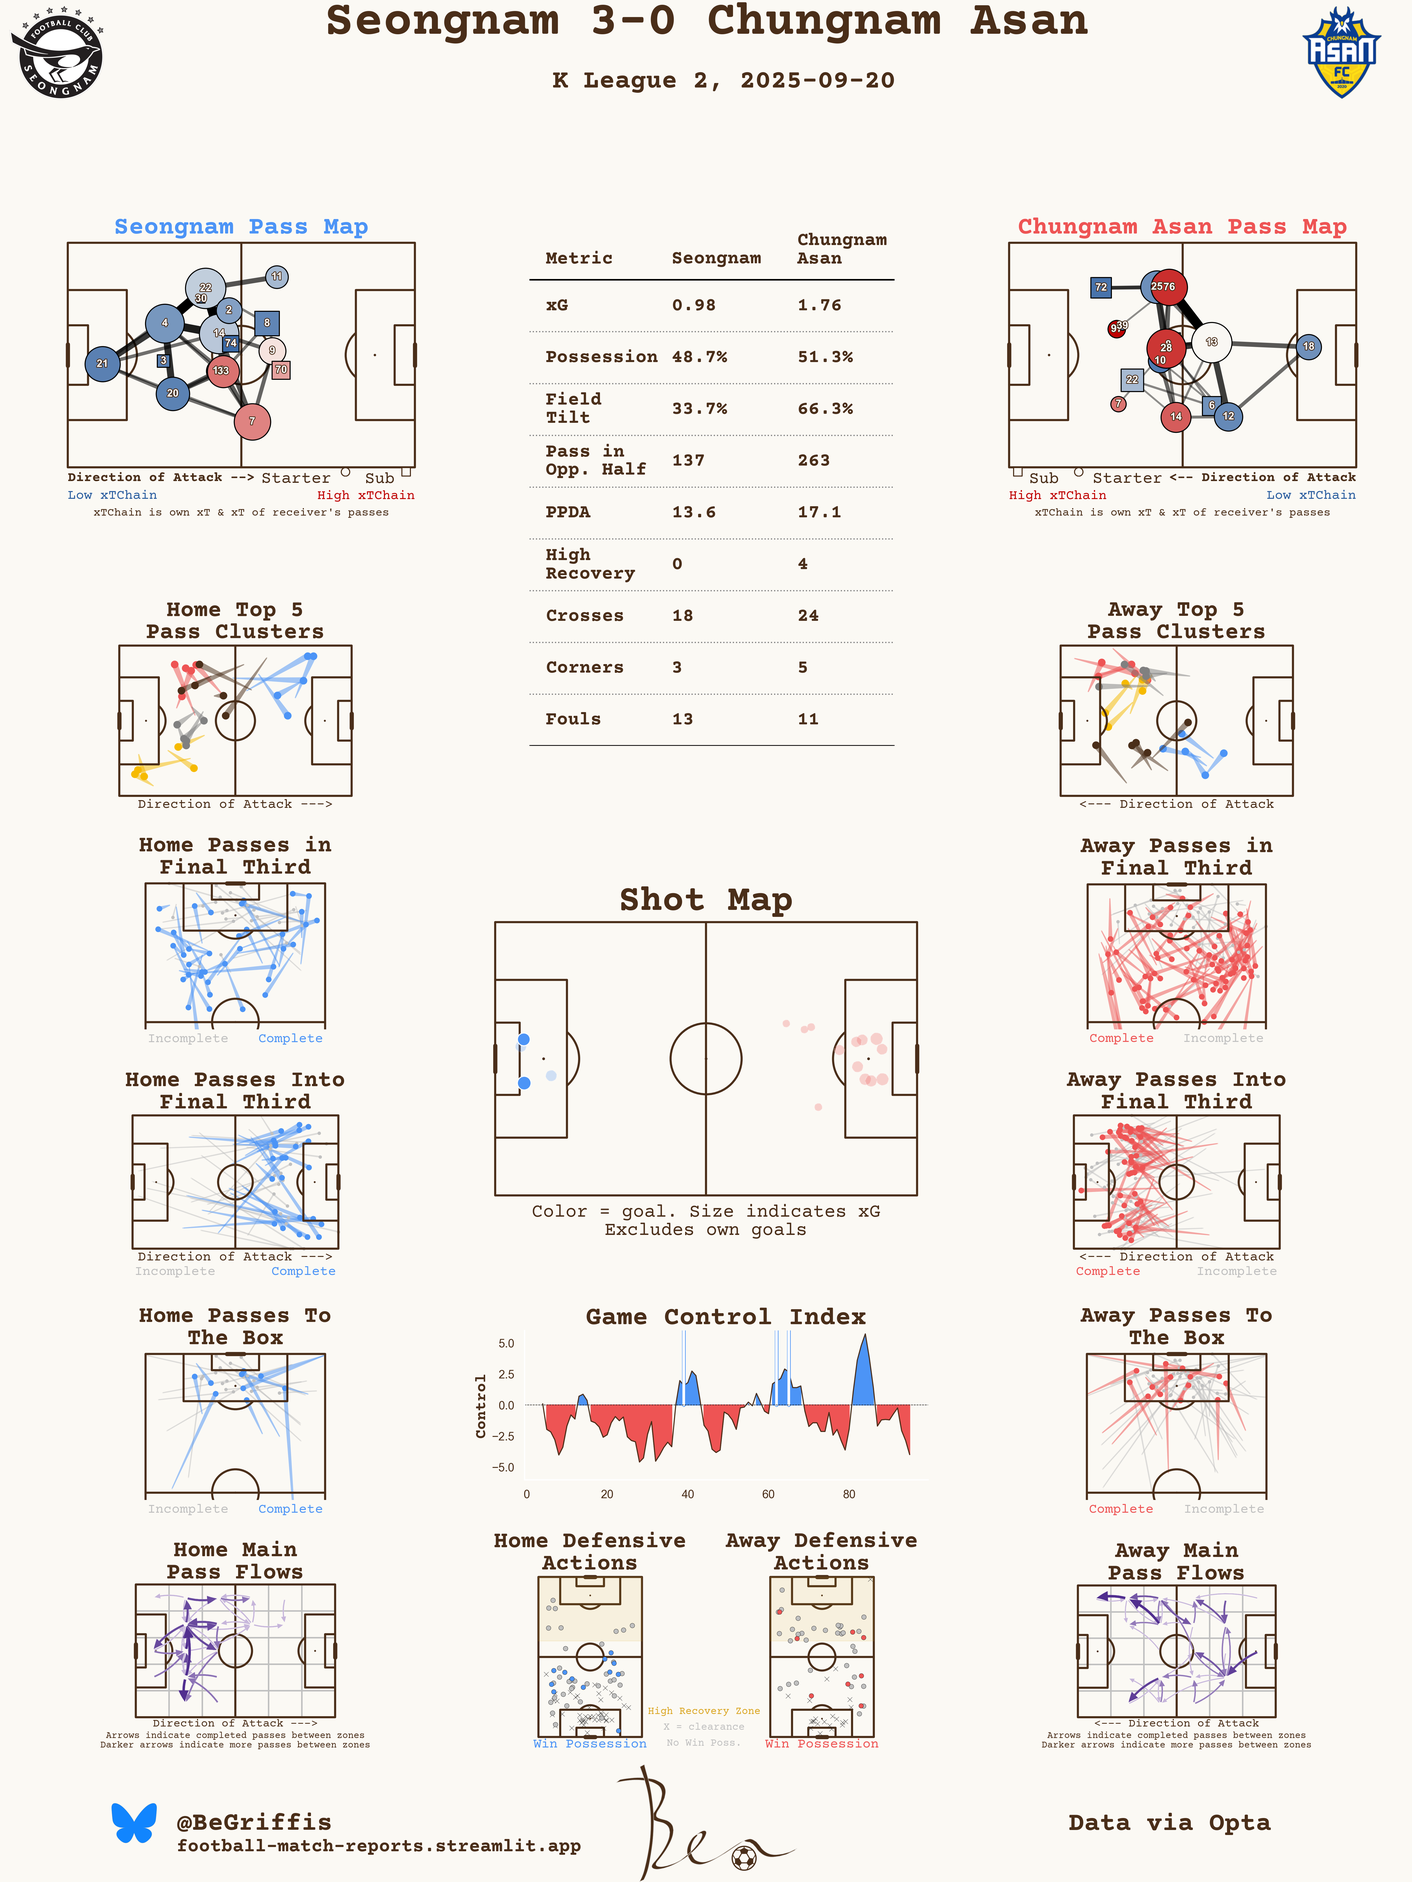 Seongnam 3-0 Chungnam Asan
K League 2, 2025-09-20
FOOTBALL CLUB
SEONGNAM
CHUNGNAM
ASAN
FC
2020
Seongnam Pass Map
22
30
11
2
4
14
8
74
9
3
21
133
70
20
7
Direction of Attack --> Starter Sub
Low xTChain High xTChain
xTChain is own xT & xT of receiver's passes
Metric Seongnam Chungnam
Asan
xG 0.98 1.76
Possession 48.7% 51.3%
Field
Tilt 33.7% 66.3%
Pass in
Opp. Half 137 263
PPDA 13.6 17.1
High
Recovery 0 4
Crosses 18 24
Corners 3 5
Fouls 13 11
Chungnam Asan Pass Map
72
2576
39
13
28
18
10
22
7
6
14
12
Sub Starter <-- Direction of Attack
High xTChain Low xTChain
xTChain is own xT & xT of receiver's passes
Home Top 5
Pass Clusters
Direction of Attack --->
Away Top 5
Pass Clusters
<--- Direction of Attack
Home Passes in
Final Third
Incomplete Complete
Away Passes in
Final Third
Complete Incomplete
Shot Map
Color = goal. Size indicates xG
Excludes own goals
Home Passes Into
Final Third
Direction of Attack --->
Incomplete Complete
Away Passes Into
Final Third
<--- Direction of Attack
Complete Incomplete
Home Passes To
The Box
Incomplete Complete
Game Control Index
Control
5.0
2.5
0.0
−2.5
−5.0
0 20 40 60 80
Away Passes To
The Box
Complete Incomplete
Home Main
Pass Flows
Direction of Attack --->
Arrows indicate completed passes between zones
Darker arrows indicate more passes between zones
Home Defensive
Actions
Win Possession
High Recovery Zone
X = clearance
No Win Poss.
Away Defensive
Actions
Win Possession
Away Main
Pass Flows
<--- Direction of Attack
Arrows indicate completed passes between zones
Darker arrows indicate more passes between zones
@BeGriffis
football-match-reports.streamlit.app
Ben
Data via Opta